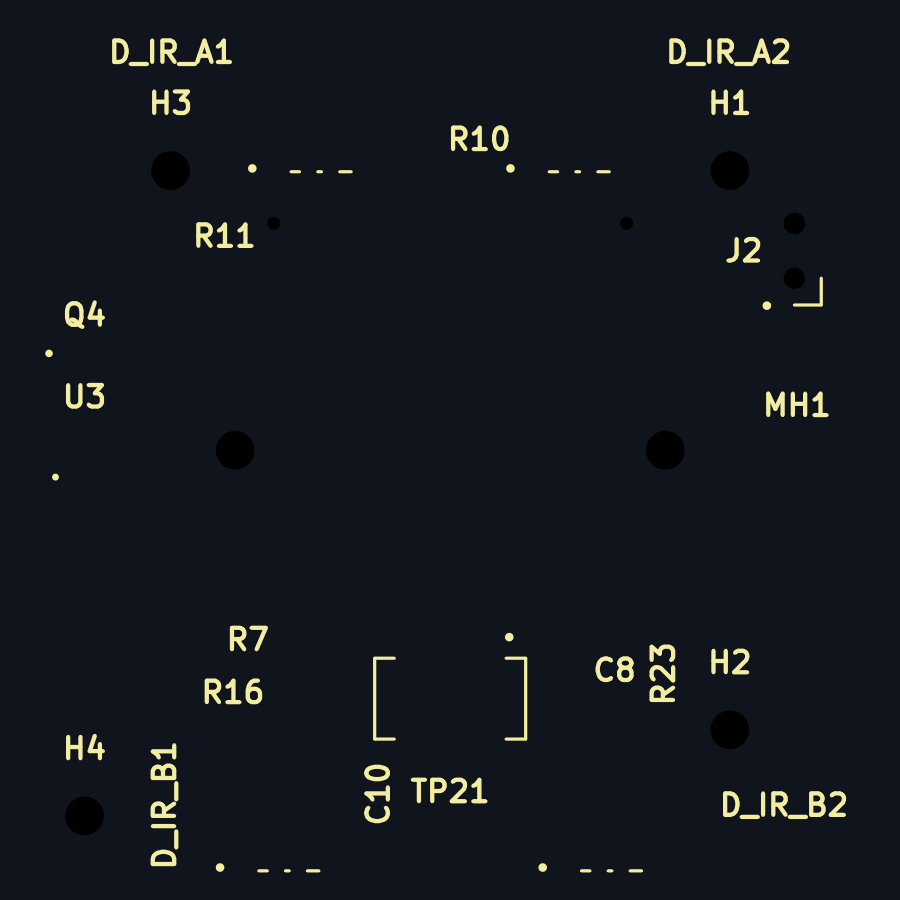 D_IR_A1
D_IR_A2
H3
H1
R10
R11
J2
Q4
U3
MH1
R7
C8
R23
H2
R16
H4
D_IR_B1
C10
TP21
D_IR_B2